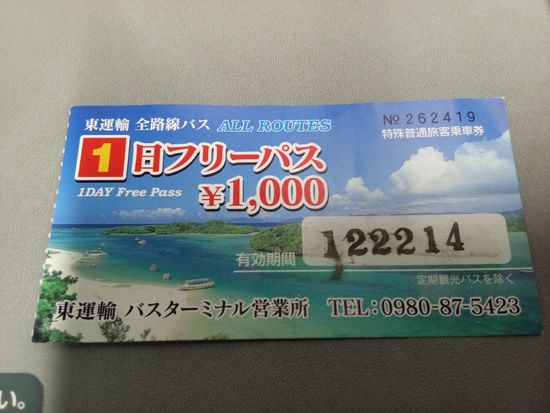 東運輸 全路線バス ALL ROUTES
№ 262419
特殊普通旅客乗車券
1日フリーパス
1DAY Free Pass
¥1,000
有効期間 122214
定期観光バスを除く
東運輸 バスターミナル営業所 TEL:0980-87-5423
い。